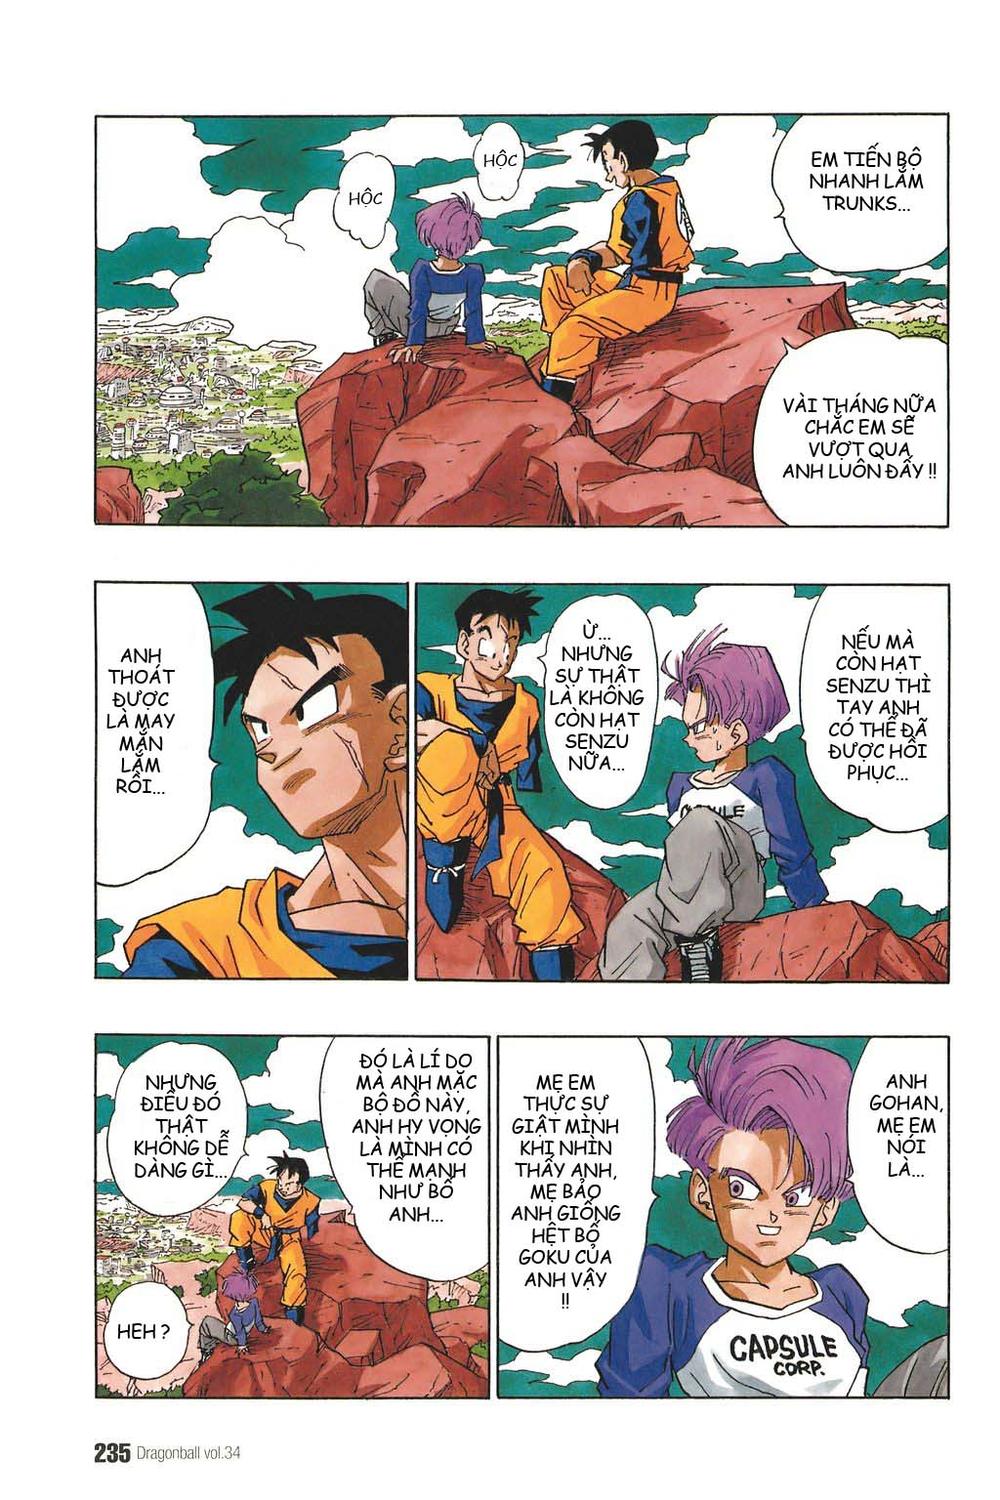 EM TIẾN BỘ
NHANH LẮM
TRUNKS...
HỘC
HỘC
VÀI THÁNG NỮA
CHẮC EM SẼ
VƯỢT QUA
ANH LUÔN ĐẤY !!
NẾU MÀ
CÒN HẠT
SENZU THÌ
TAY ANH
CÓ THỂ ĐÃ
ĐƯỢC HỒI
PHỤC...
Ừ...
NHƯNG
SỰ THẬT
LÀ KHÔNG
CÒN HẠT
SENZU
NỮA...
ANH
THOÁT
ĐƯỢC
LÀ MAY
MẮN
LẮM
RỒI...
ANH
GOHAN,
MẸ EM
NÓI
LÀ...
MẸ EM
THỰC SỰ
GIẬT MÌNH
KHI NHÌN
THẤY ANH,
MẸ BẢO
ANH GIỐNG
HỆT BỐ
GOKU CỦA
ANH VẬY
!!
CAPSULE
CORP.
ĐÓ LÀ LÍ DO
MÀ ANH MẶC
BỘ ĐỒ NÀY,
ANH HY VỌNG
LÀ MÌNH CÓ
THỂ MẠNH
NHƯ BỐ
ANH...
NHƯNG
ĐIỀU ĐÓ
THẬT
KHÔNG DỄ
DÀNG GÌ...
HEH ?
235 Dragonball vol.34